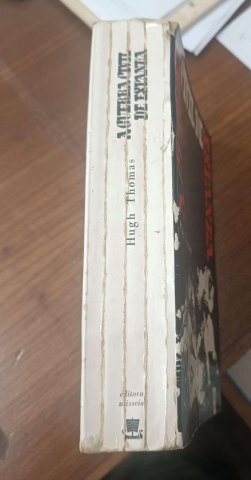 A GUERRA CIVIL
DE ESPANHA
Hugh Thomas
editora
ulisseia